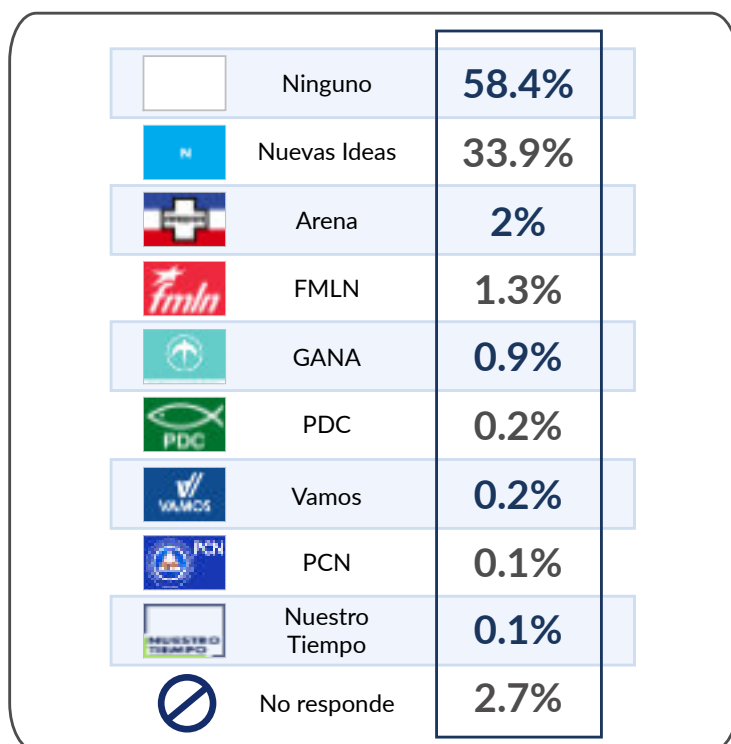 Ninguno 58.4%
N
Nuevas Ideas 33.9%
Arena 2%
fmln
FMLN 1.3%
GANA 0.9%
PDC
PDC 0.2%
VAMOS
Vamos 0.2%
PCN
PCN 0.1%
NUESTRO
TIEMPO
Nuestro
Tiempo 0.1%
No responde 2.7%